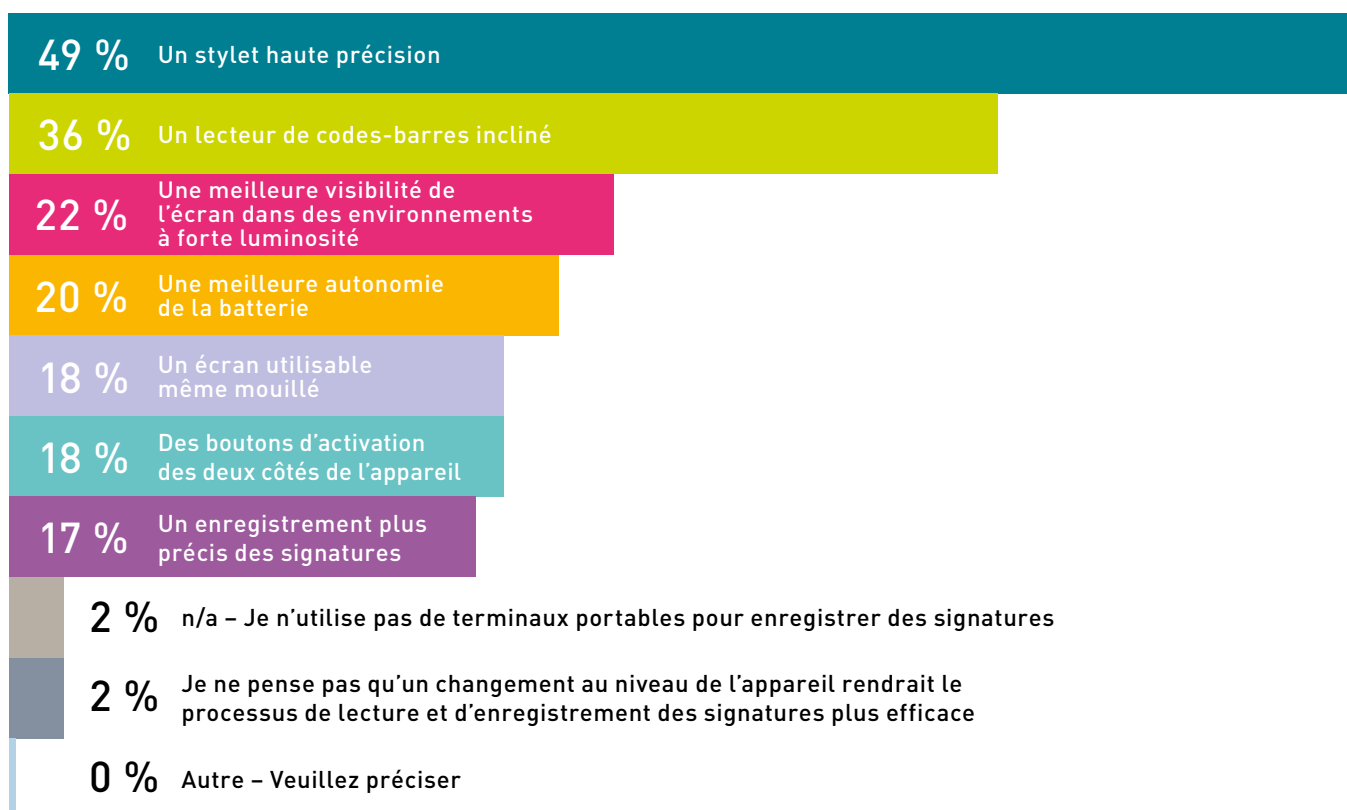 49 % Un stylet haute précision
36 % Un lecteur de codes-barres incliné
22 % Une meilleure visibilité de
l’écran dans des environnements
à forte luminosité
20 % Une meilleure autonomie
de la batterie
18 % Un écran utilisable
même mouillé
18 % Des boutons d’activation
des deux côtés de l’appareil
17 % Un enregistrement plus
précis des signatures
2 % n/a – Je n’utilise pas de terminaux portables pour enregistrer des signatures
2 % Je ne pense pas qu’un changement au niveau de l’appareil rendrait le
processus de lecture et d’enregistrement des signatures plus efficace
0 % Autre – Veuillez préciser